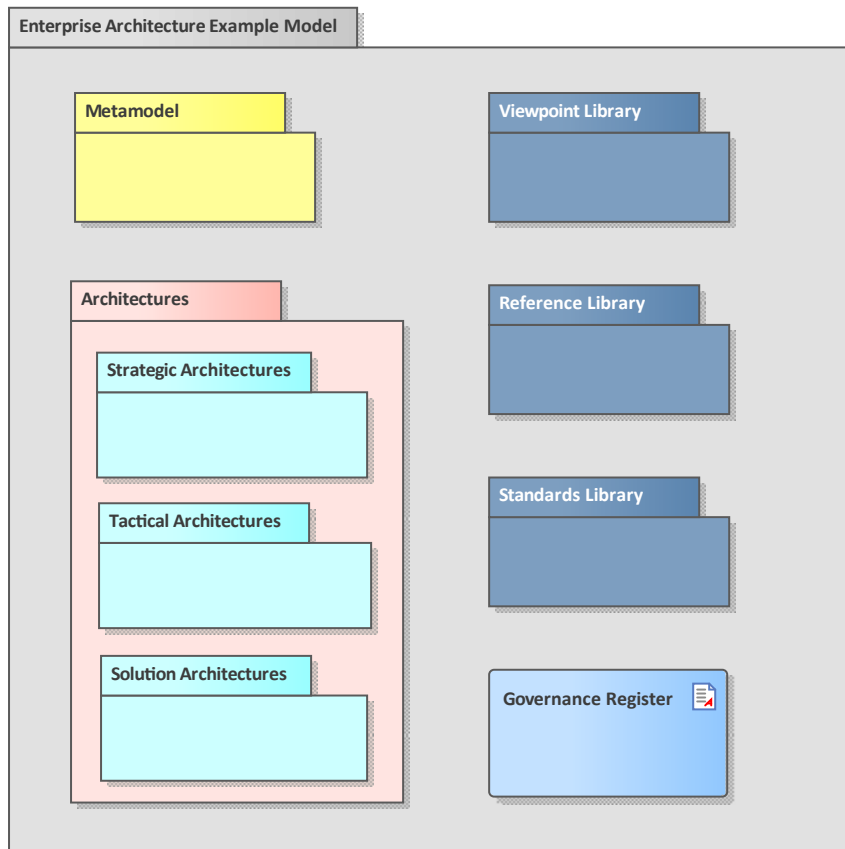 Enterprise Architecture Example Model
Metamodel
Viewpoint Library
Architectures
Reference Library
Strategic Architectures
Tactical Architectures
Standards Library
Solution Architectures
Governance Register